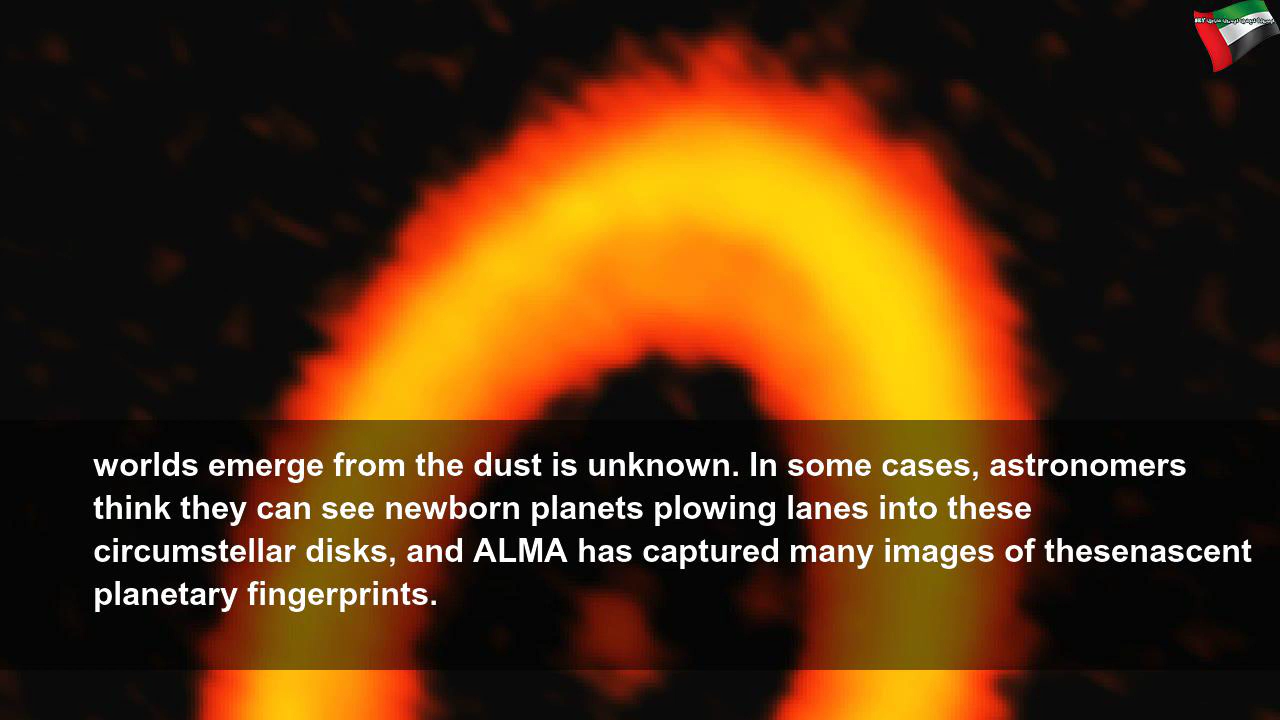 worlds emerge from the dust is unknown. In some cases, astronomers
think they can see newborn planets plowing lanes into these
circumstellar disks, and ALMA has captured many images of thesenascent
planetary fingerprints.